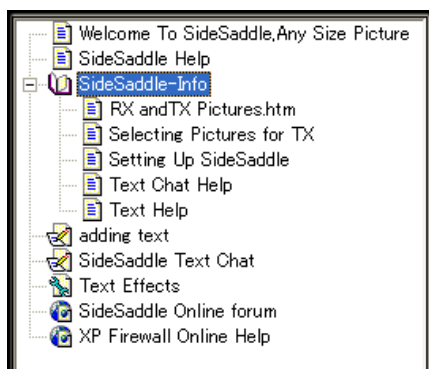 Welcome To SideSaddle,Any Size Picture
SideSaddle Help
SideSaddle-Info
RX andTX Pictures.htm
Selecting Pictures for TX
Setting Up SideSaddle
Text Chat Help
Text Help
adding text
SideSaddle Text Chat
Text Effects
SideSaddle Online forum
XP Firewall Online Help